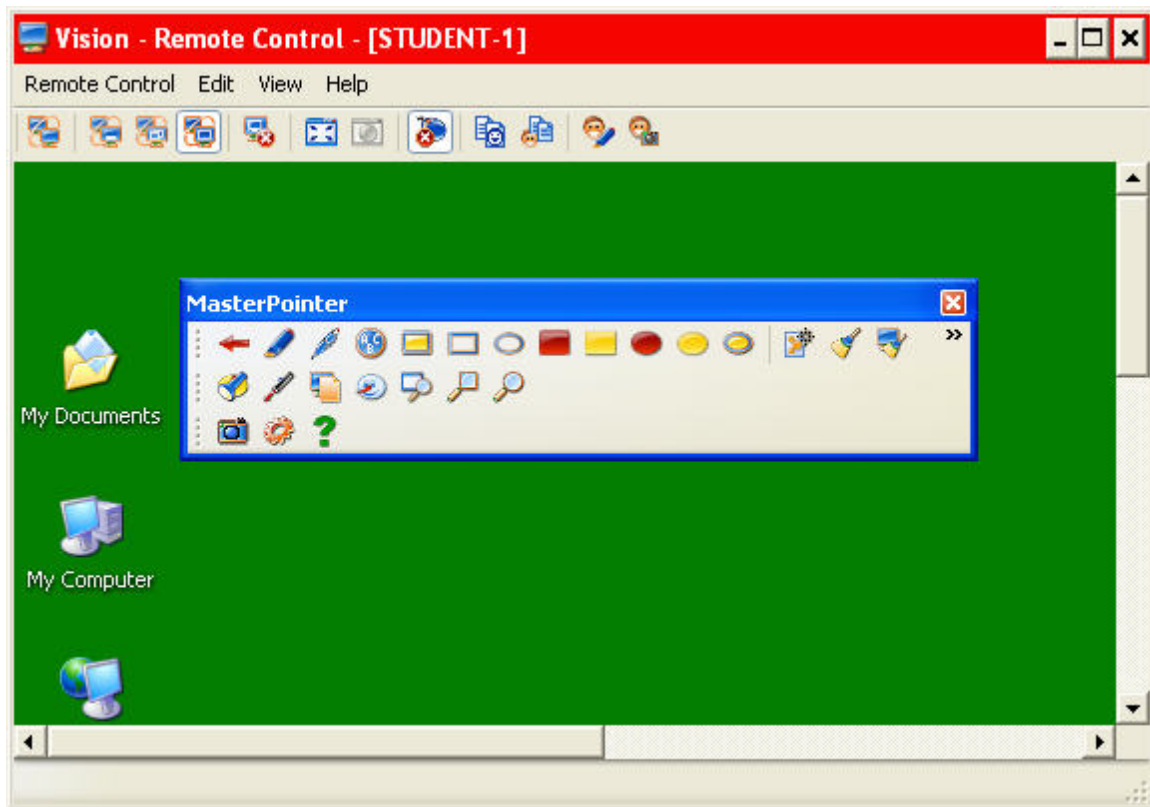 Vision - Remote Control - [STUDENT-1]
Remote Control Edit View Help
MasterPointer
My Documents
My Computer